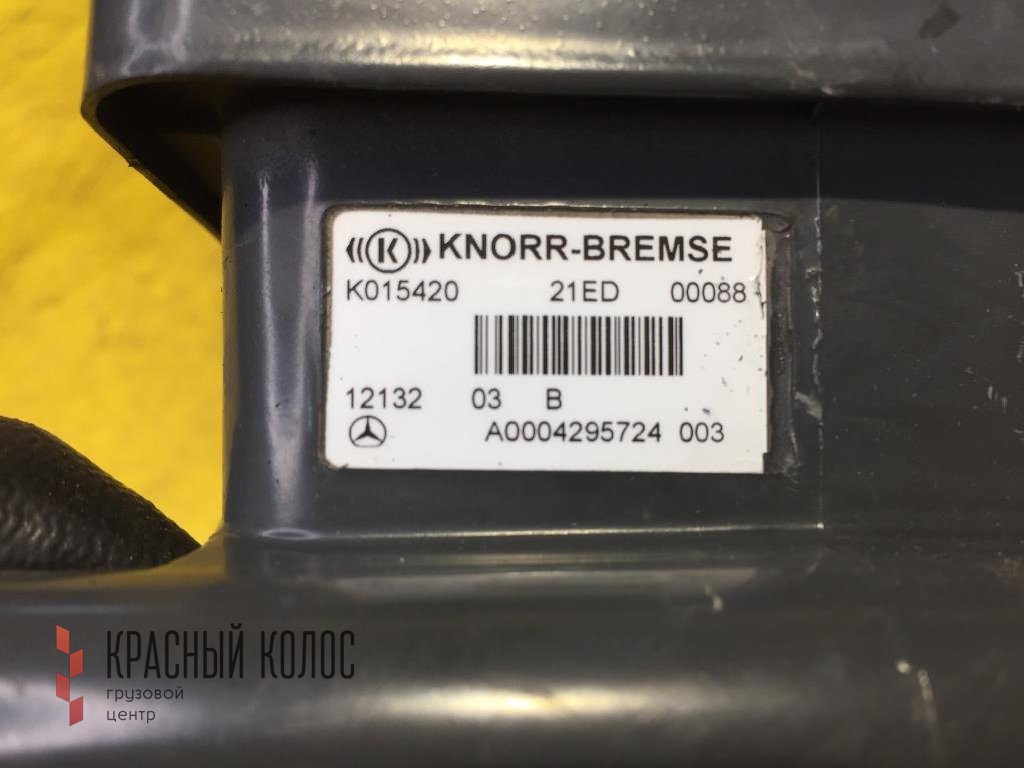 K KNORR-BREMSE
K015420 21ED 00088
12132 03 B
A0004295724 003
КРАСНЫЙ КОЛОС
грузовой
центр